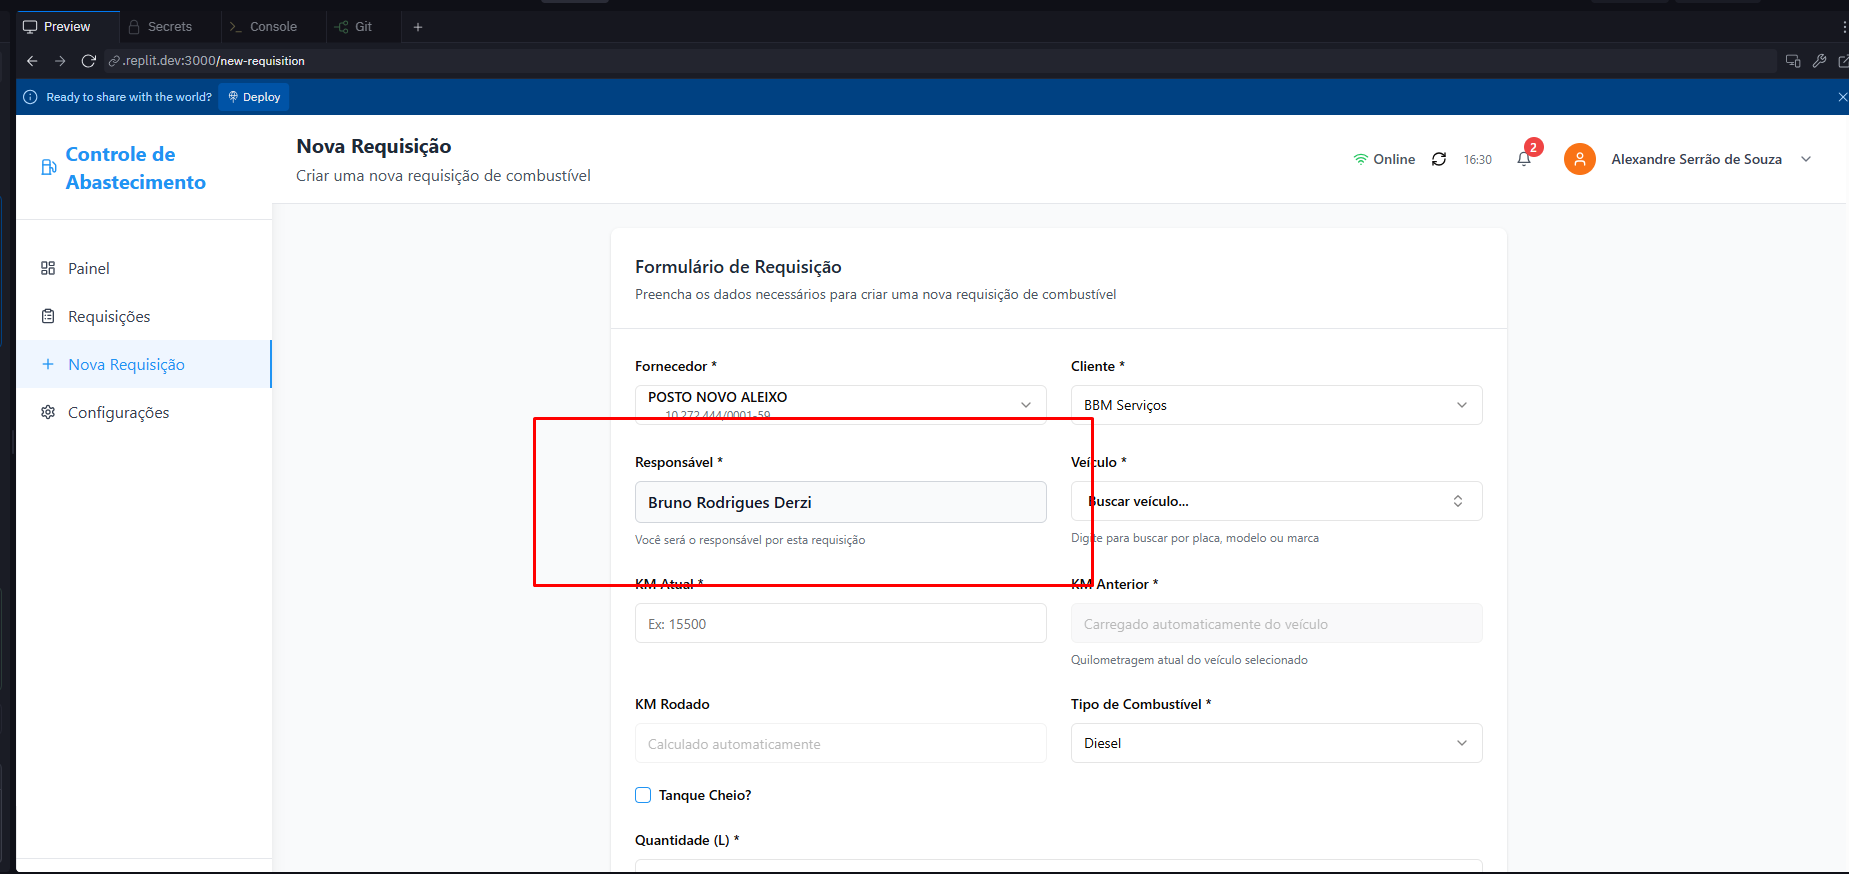 Preview
Secrets
Console
Git
.replit.dev:3000/new-requisition
Ready to share with the world?
Deploy
Controle de
Abastecimento
Nova Requisição
Criar uma nova requisição de combustível
Online
16:30
2
Alexandre Serrão de Souza
Painel
Requisições
Nova Requisição
Configurações
Formulário de Requisição
Preencha os dados necessários para criar uma nova requisição de combustível
Fornecedor *
POSTO NOVO ALEIXO
10.272.444/0001-59
Cliente *
BBM Serviços
Responsável *
Bruno Rodrigues Derzi
Você será o responsável por esta requisição
Veículo *
Buscar veículo...
Digite para buscar por placa, modelo ou marca
KM Atual *
Ex: 15500
KM Anterior *
Carregado automaticamente do veículo
Quilometragem atual do veículo selecionado
KM Rodado
Calculado automaticamente
Tipo de Combustível *
Diesel
Tanque Cheio?
Quantidade (L) *